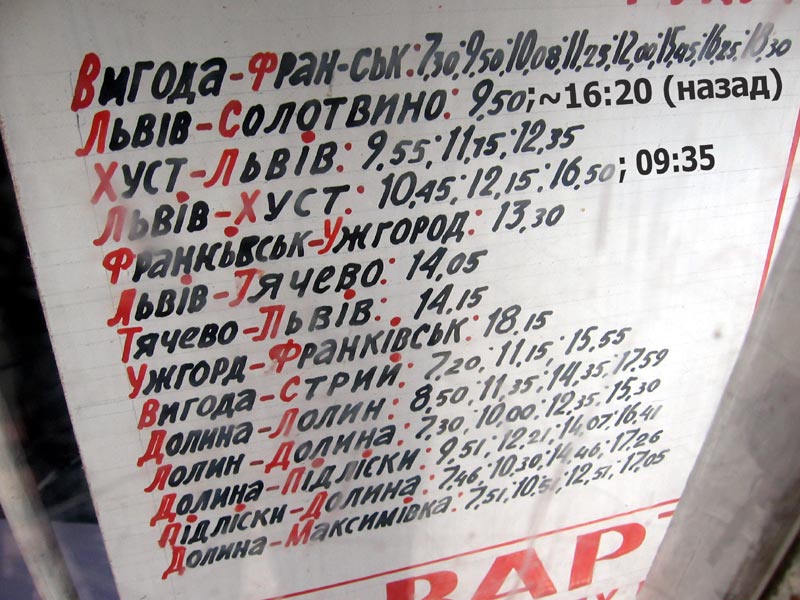 Вигода-Фран-ськ: 7,30; 9,50; 10,08; 11,25; 12,00; 15,45; 16,25; 18,30
Львів-Солотвино: 9,50;~16:20 (назад)
Хуст-Львів: 9,55; 11,15; 12,35
Львів-Хуст: 10,45; 12,15; 16,50; 09:35
Франківськ-Ужгород: 13,30
Львів-Тячево: 14,05
Тячево-Львів: 14,15
Ужгорд-Франківськ: 18,15
Вигода-Стрий: 7,20; 11,15; 15,55
Долина-Лолин: 8,50; 11,35; 14,35; 17,59
Лолин-Долина: 7,30; 10,00; 12,35; 15,30
Долина-Підліски: 9,51; 12,21; 14,07; 16,41
Підліски-Долина: 7,46; 10,30; 14,46; 17,26
Долина-Максимівка: 7,51; 12,51; 17,05
ВАРТ